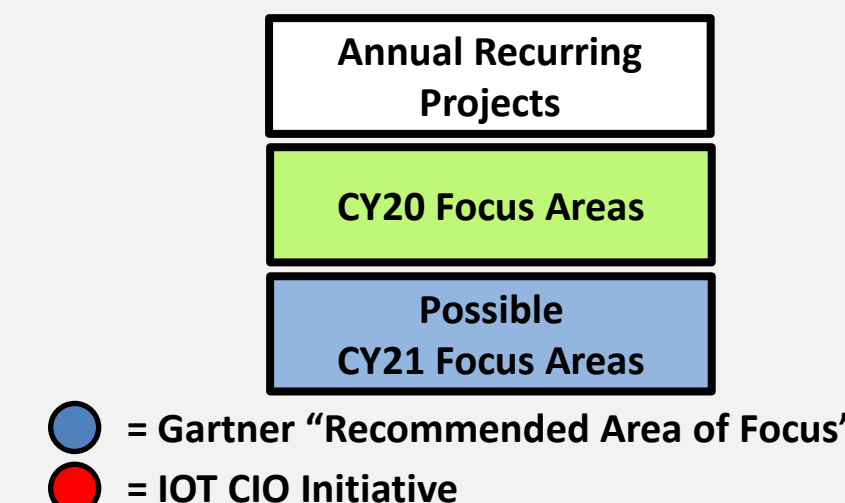 Annual Recurring
Projects
CY20 Focus Areas
Possible
CY21 Focus Areas
= Gartner “Recommended Area of Focus”
= IOT CIO Initiative